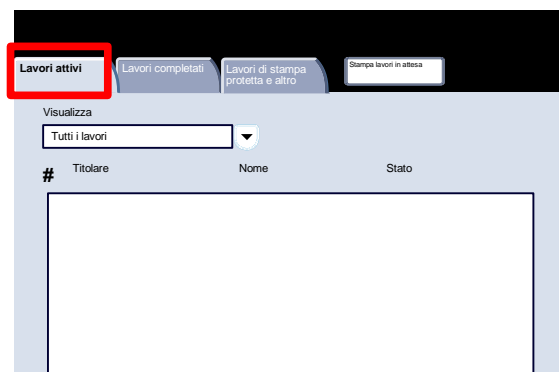 Lavori attivi
Lavori completati
Lavori di stampa
protetta e altro
Stampa lavori in attesa
Visualizza
Tutti i lavori
# Titolare Nome Stato